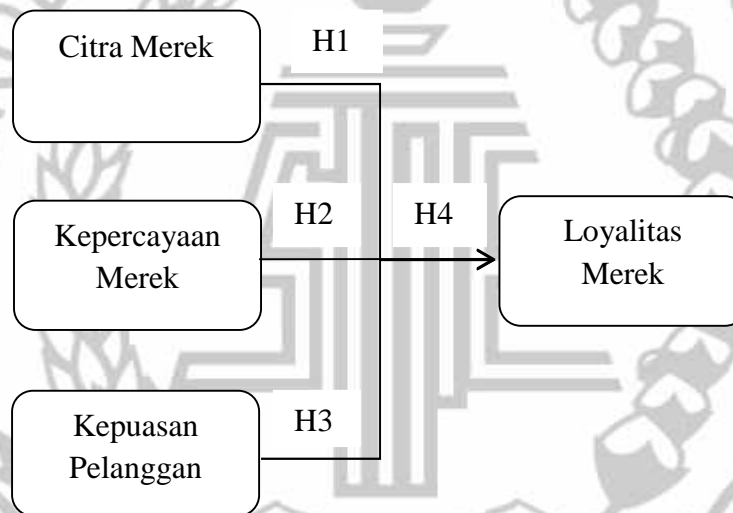 Citra Merek
H1
Kepercayaan
Merek
H2
H4
Loyalitas
Merek
Kepuasan
Pelanggan
H3